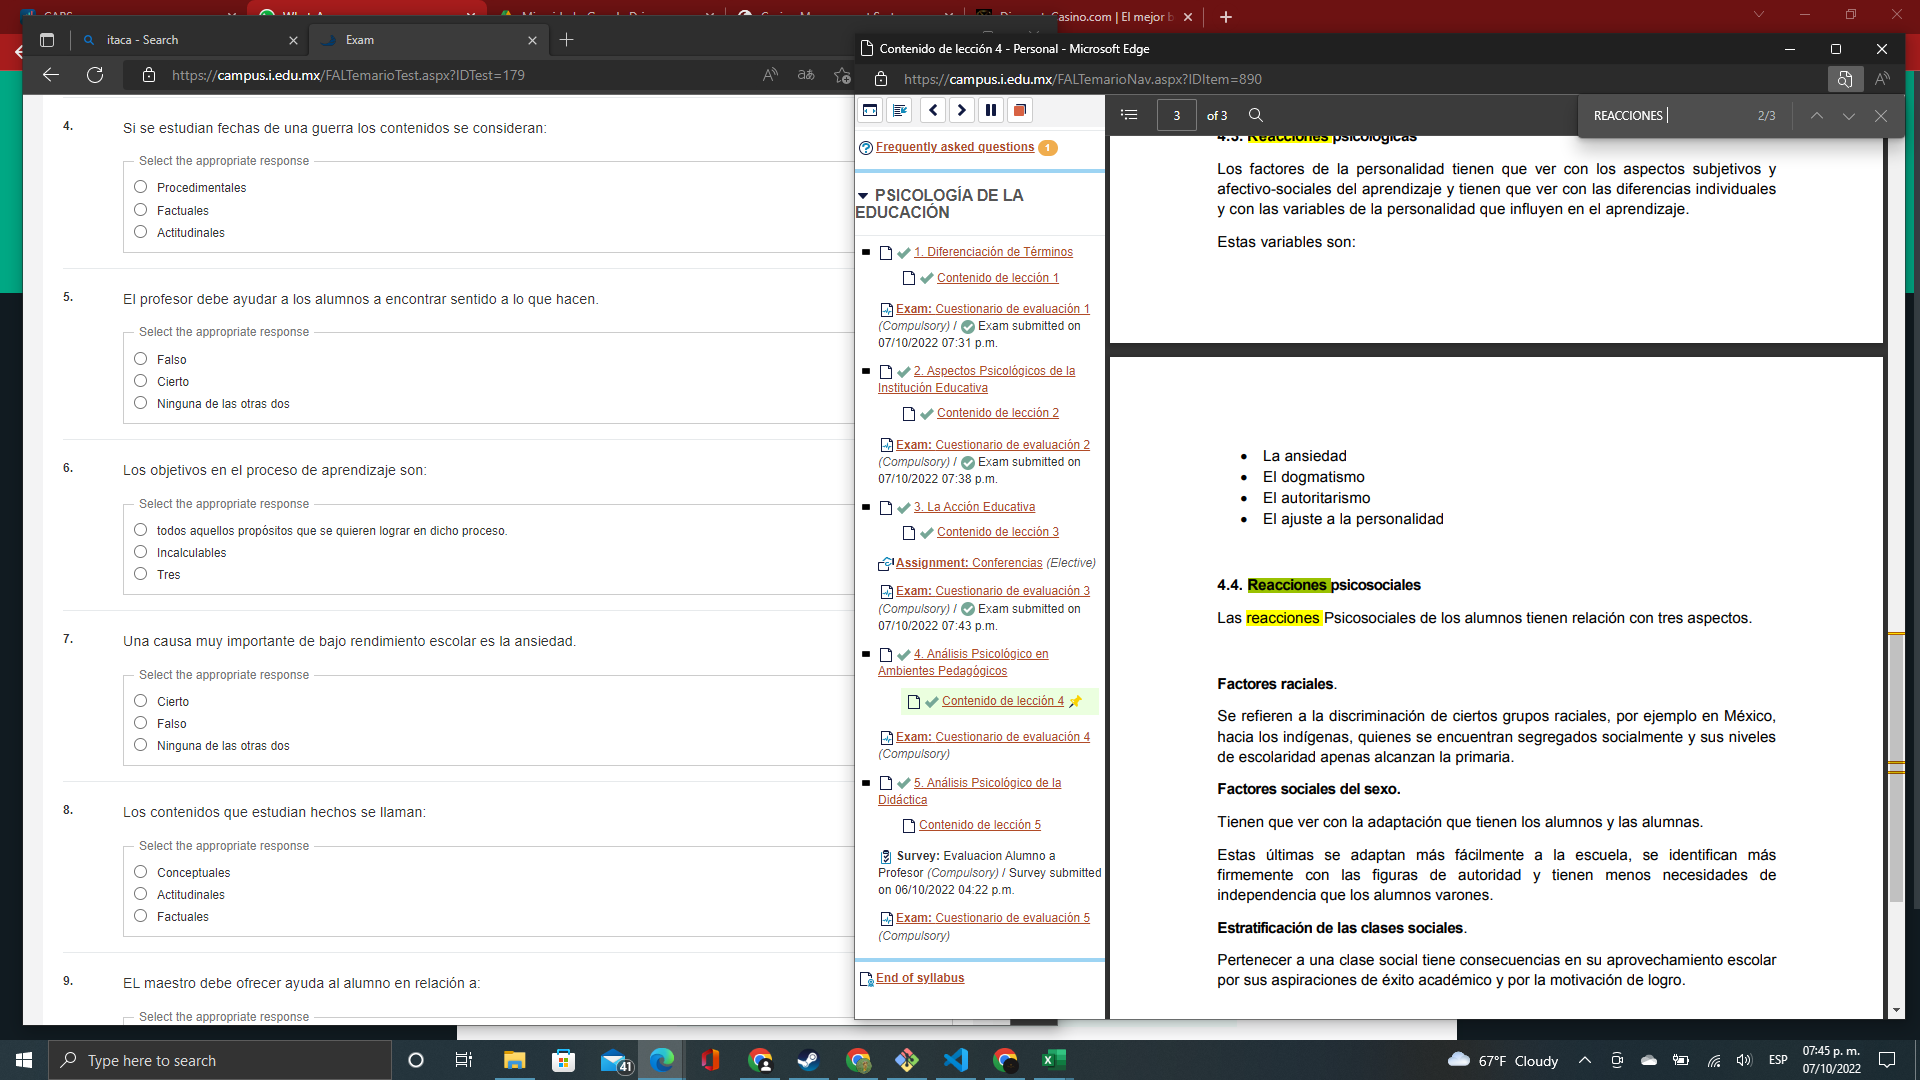 itaca - Search
Exam
El mejor
https://campus.i.edu.mx/FALTemarioTest.aspx?IDTest=179
4. Si se estudian fechas de una guerra los contenidos se consideran:
Select the appropriate response
Procedimentales
Factuales
Actitudinales
5. El profesor debe ayudar a los alumnos a encontrar sentido a lo que hacen.
Select the appropriate response
Falso
Cierto
Ninguna de las otras dos
6. Los objetivos en el proceso de aprendizaje son:
Select the appropriate response
todos aquellos propósitos que se quieren lograr en dicho proceso.
Incalculables
Tres
7. Una causa muy importante de bajo rendimiento escolar es la ansiedad.
Select the appropriate response
Cierto
Falso
Ninguna de las otras dos
8. Los contenidos que estudian hechos se llaman:
Select the appropriate response
Conceptuales
Actitudinales
Factuales
9. EL maestro debe ofrecer ayuda al alumno en relación a:
Select the appropriate response
Contenido de lección 4 - Personal - Microsoft Edge
https://campus.i.edu.mx/FALTemarioNav.aspx?IDItem=890
Frequently asked questions 1
PSICOLOGÍA DE LA
EDUCACIÓN
1. Diferenciación de Términos
Contenido de lección 1
Exam: Cuestionario de evaluación 1
(Compulsory) / Exam submitted on
07/10/2022 07:31 p.m.
2. Aspectos Psicológicos de la
Institución Educativa
Contenido de lección 2
Exam: Cuestionario de evaluación 2
(Compulsory) / Exam submitted on
07/10/2022 07:38 p.m.
3. La Acción Educativa
Contenido de lección 3
Assignment: Conferencias (Elective)
Exam: Cuestionario de evaluación 3
(Compulsory) / Exam submitted on
07/10/2022 07:43 p.m.
4. Análisis Psicológico en
Ambientes Pedagógicos
Contenido de lección 4
Exam: Cuestionario de evaluación 4
(Compulsory)
5. Análisis Psicológico de la
Didáctica
Contenido de lección 5
Survey: Evaluacion Alumno a
Profesor (Compulsory) / Survey submitted
on 06/10/2022 04:22 p.m.
Exam: Cuestionario de evaluación 5
(Compulsory)
End of syllabus
3 of 3
REACCIONES 2/3
4.3. Reacciones psicológicas
Los factores de la personalidad tienen que ver con los aspectos subjetivos y
afectivo-sociales del aprendizaje y tienen que ver con las diferencias individuales
y con las variables de la personalidad que influyen en el aprendizaje.
Estas variables son:
La ansiedad
El dogmatismo
El autoritarismo
El ajuste a la personalidad
4.4. Reacciones psicosociales
Las reacciones Psicosociales de los alumnos tienen relación con tres aspectos.
Factores raciales.
Se refieren a la discriminación de ciertos grupos raciales, por ejemplo en México,
hacia los indígenas, quienes se encuentran segregados socialmente y sus niveles
de escolaridad apenas alcanzan la primaria.
Factores sociales del sexo.
Tienen que ver con la adaptación que tienen los alumnos y las alumnas.
Estas últimas se adaptan más fácilmente a la escuela, se identifican más
firmemente con las figuras de autoridad y tienen menos necesidades de
independencia que los alumnos varones.
Estratificación de las clases sociales.
Pertenecer a una clase social tiene consecuencias en su aprovechamiento escolar
por sus aspiraciones de éxito académico y por la motivación de logro.
Type here to search
41
67°F Cloudy
ESP
07:45 p. m.
07/10/2022